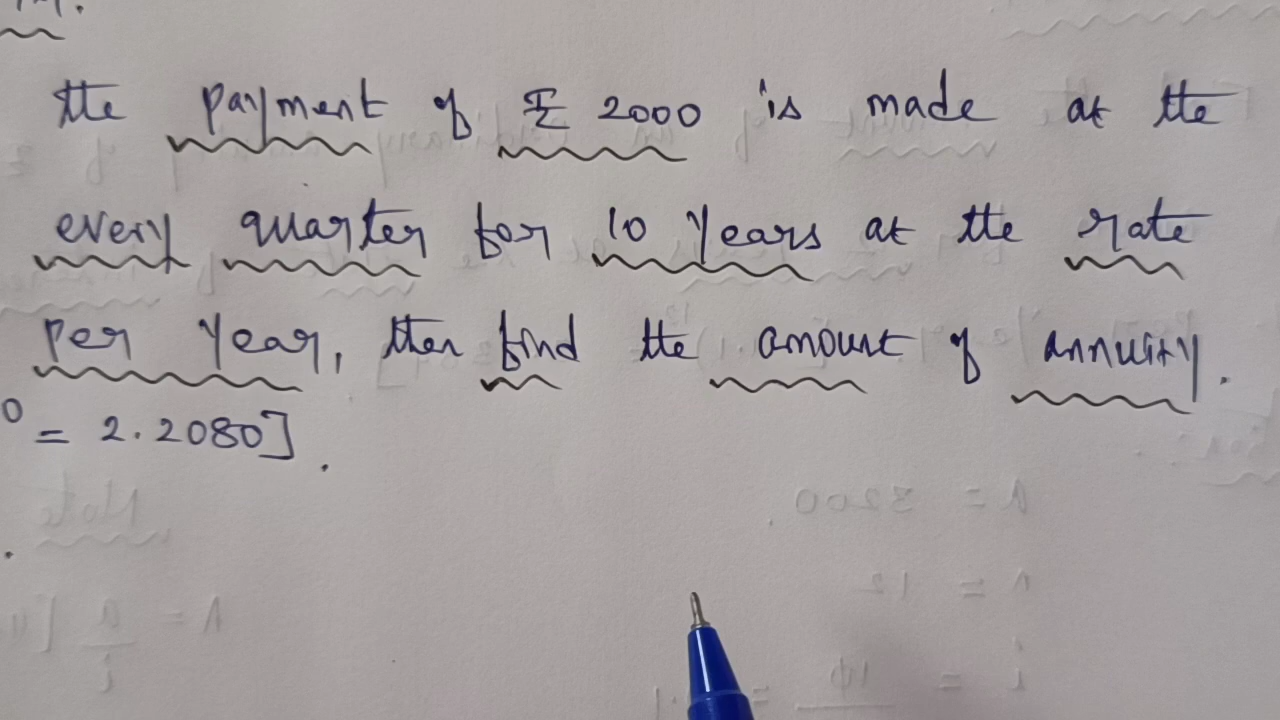 the payment of ₹ 2000 is made at the
every quarter for 10 years at the rate
per year, then find the amount of annuity.
0 = 2.2080].